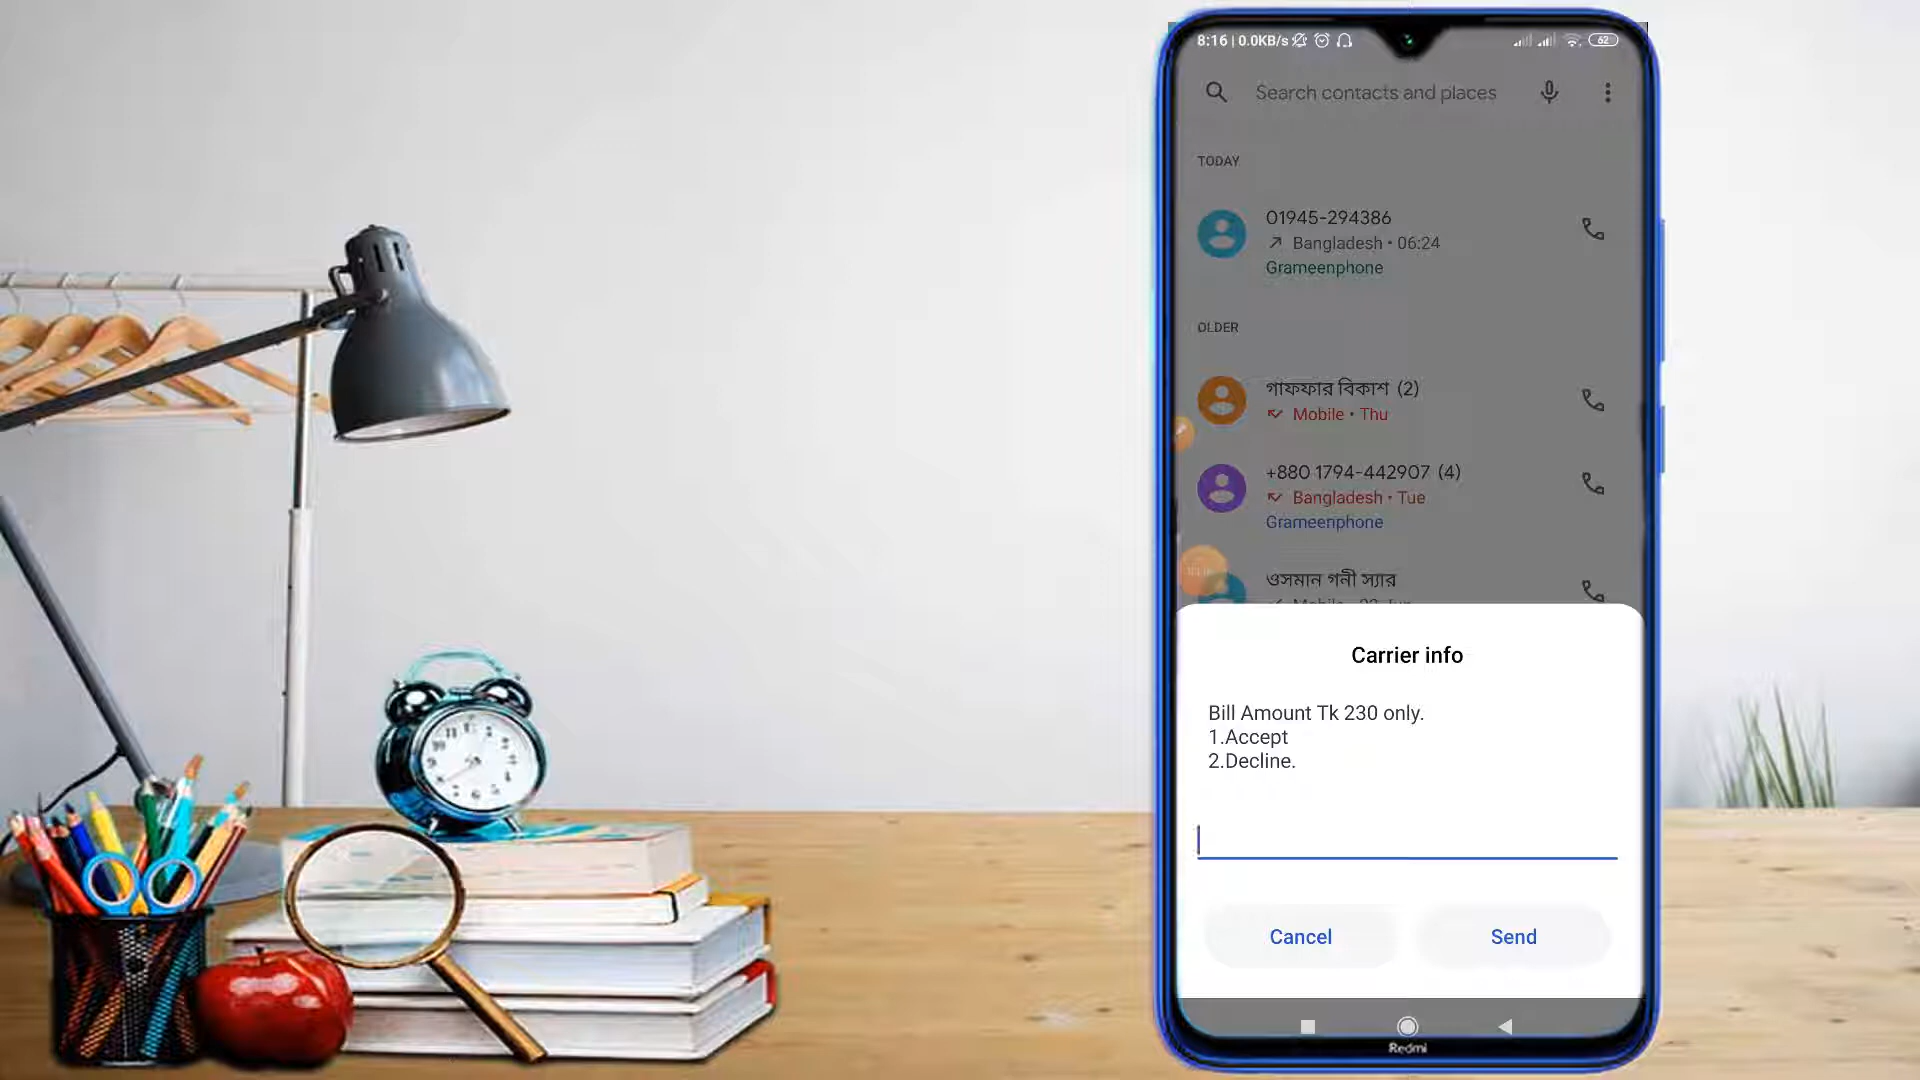 8:16 | 0.0KB/s
62
Search contacts and places
TODAY
01945-294386
Bangladesh • 06:24
Grameenphone
OLDER
গাফফার বিকাশ (2)
Mobile • Thu
+880 1794-442907 (4)
Bangladesh • Tue
Grameenphone
ওসমান গনী স্যার
Carrier info
Bill Amount Tk 230 only.
1.Accept
2.Decline.
Cancel
Send
Redmi